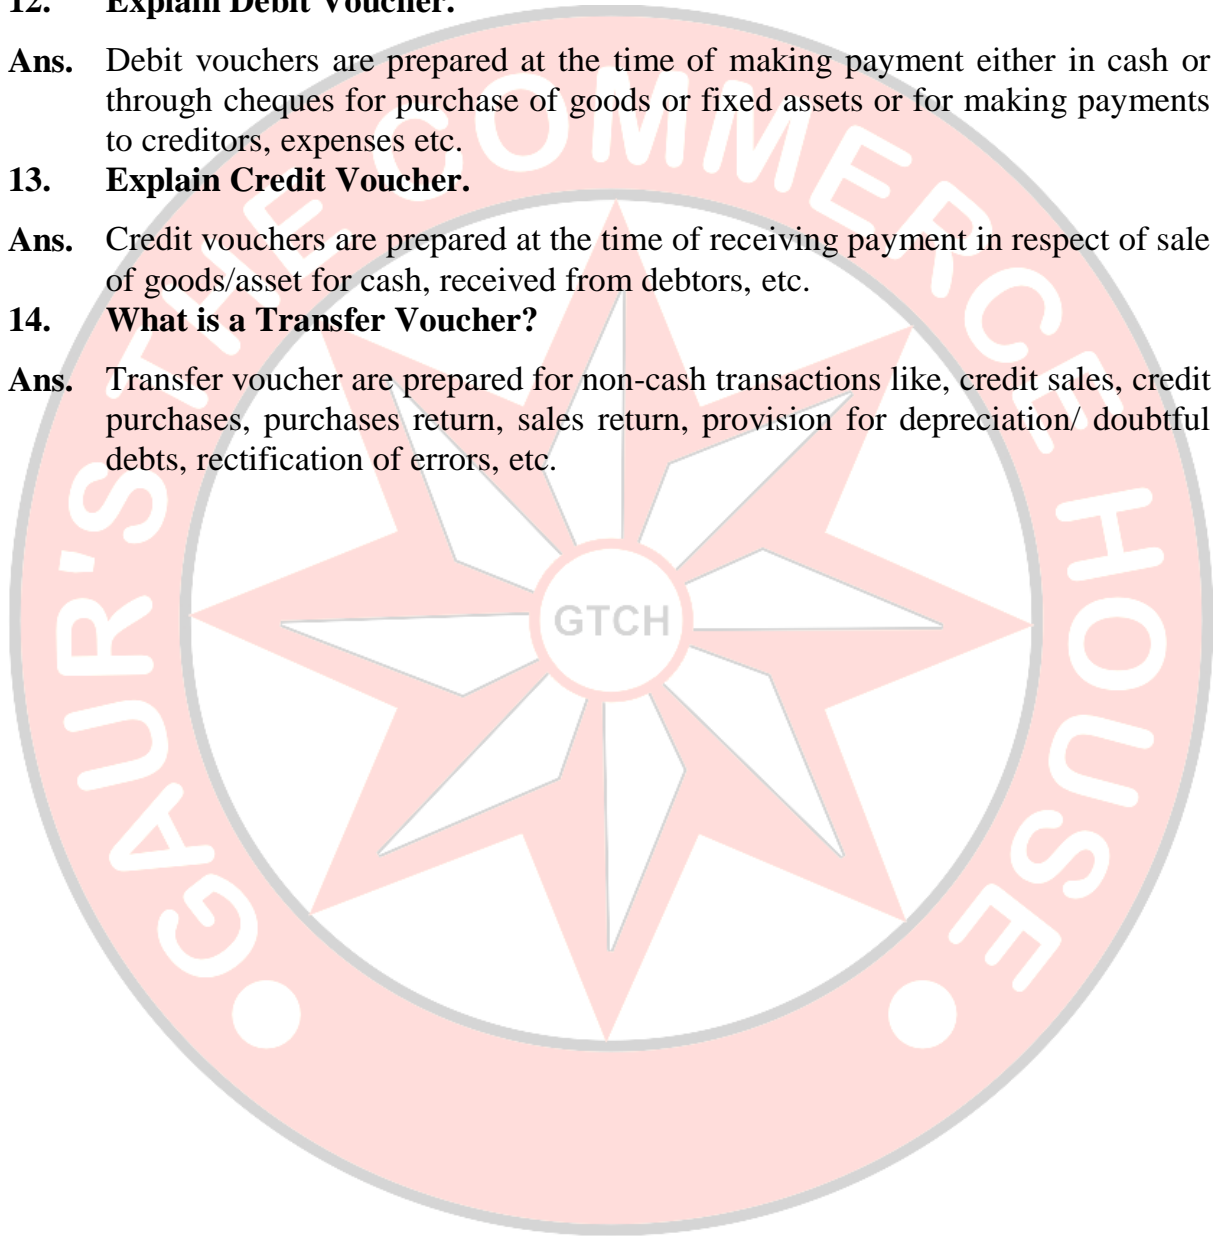 12. Explain Debit Voucher.
Ans. Debit vouchers are prepared at the time of making payment either in cash or
through cheques for purchase of goods or fixed assets or for making payments
to creditors, expenses etc.
13. Explain Credit Voucher.
Ans. Credit vouchers are prepared at the time of receiving payment in respect of sale
of goods/asset for cash, received from debtors, etc.
14. What is a Transfer Voucher?
Ans. Transfer voucher are prepared for non-cash transactions like, credit sales, credit
purchases, purchases return, sales return, provision for depreciation/ doubtful
debts, rectification of errors, etc.
GAUR'S THE COMMERCE HOUSE
GTCH